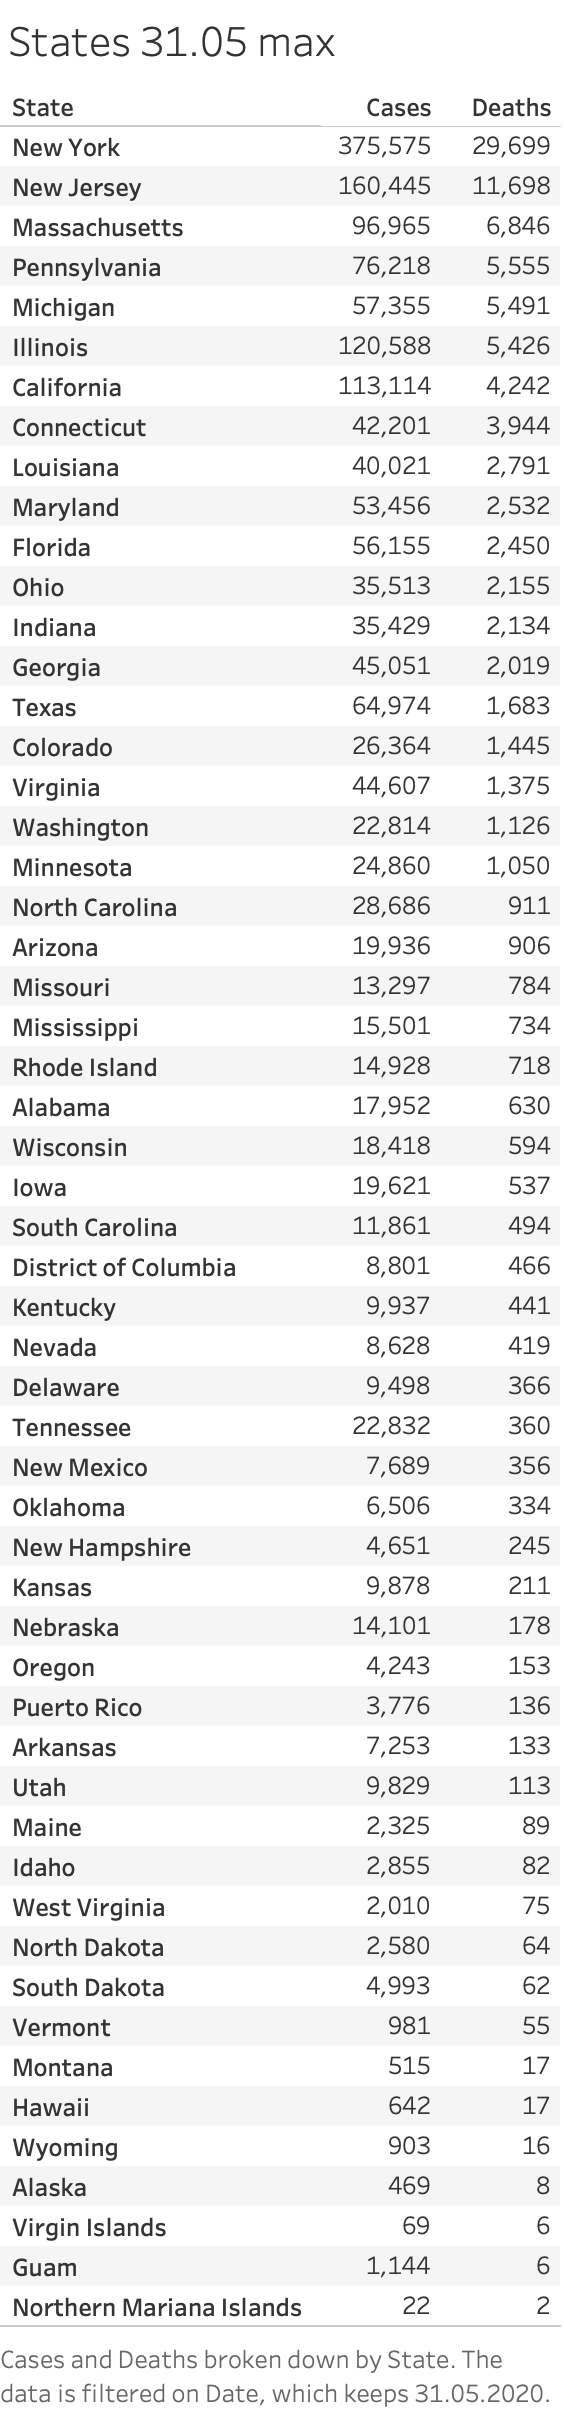 States 31.05 max
State Cases Deaths
New York 375,575 29,699
New Jersey 160,445 11,698
Massachusetts 96,965 6,846
Pennsylvania 76,218 5,555
Michigan 57,355 5,491
Illinois 120,588 5,426
California 113,114 4,242
Connecticut 42,201 3,944
Louisiana 40,021 2,791
Maryland 53,456 2,532
Florida 56,155 2,450
Ohio 35,513 2,155
Indiana 35,429 2,134
Georgia 45,051 2,019
Texas 64,974 1,683
Colorado 26,364 1,445
Virginia 44,607 1,375
Washington 22,814 1,126
Minnesota 24,860 1,050
North Carolina 28,686 911
Arizona 19,936 906
Missouri 13,297 784
Mississippi 15,501 734
Rhode Island 14,928 718
Alabama 17,952 630
Wisconsin 18,418 594
Iowa 19,621 537
South Carolina 11,861 494
District of Columbia 8,801 466
Kentucky 9,937 441
Nevada 8,628 419
Delaware 9,498 366
Tennessee 22,832 360
New Mexico 7,689 356
Oklahoma 6,506 334
New Hampshire 4,651 245
Kansas 9,878 211
Nebraska 14,101 178
Oregon 4,243 153
Puerto Rico 3,776 136
Arkansas 7,253 133
Utah 9,829 113
Maine 2,325 89
Idaho 2,855 82
West Virginia 2,010 75
North Dakota 2,580 64
South Dakota 4,993 62
Vermont 981 55
Montana 515 17
Hawaii 642 17
Wyoming 903 16
Alaska 469 8
Virgin Islands 69 6
Guam 1,144 6
Northern Mariana Islands 22 2
Cases and Deaths broken down by State. The
data is filtered on Date, which keeps 31.05.2020.